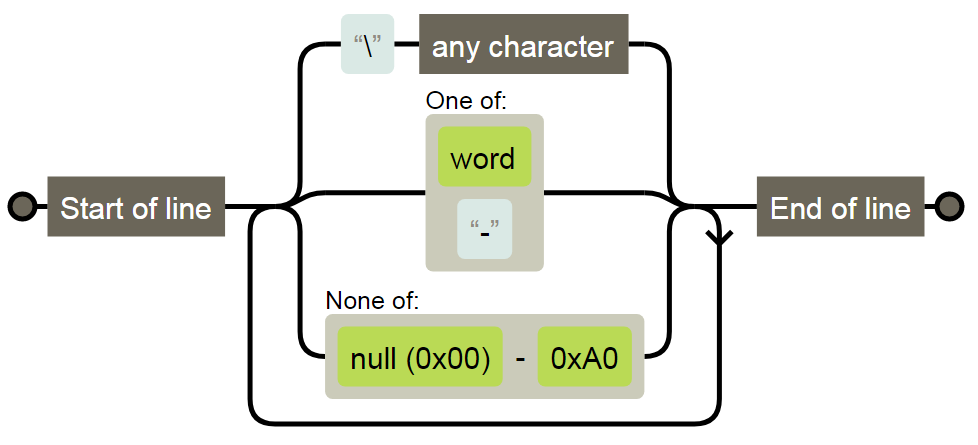 “\” any character
One of:
word
Start of line
End of line
“-”
None of:
null (0x00) - 0xA0